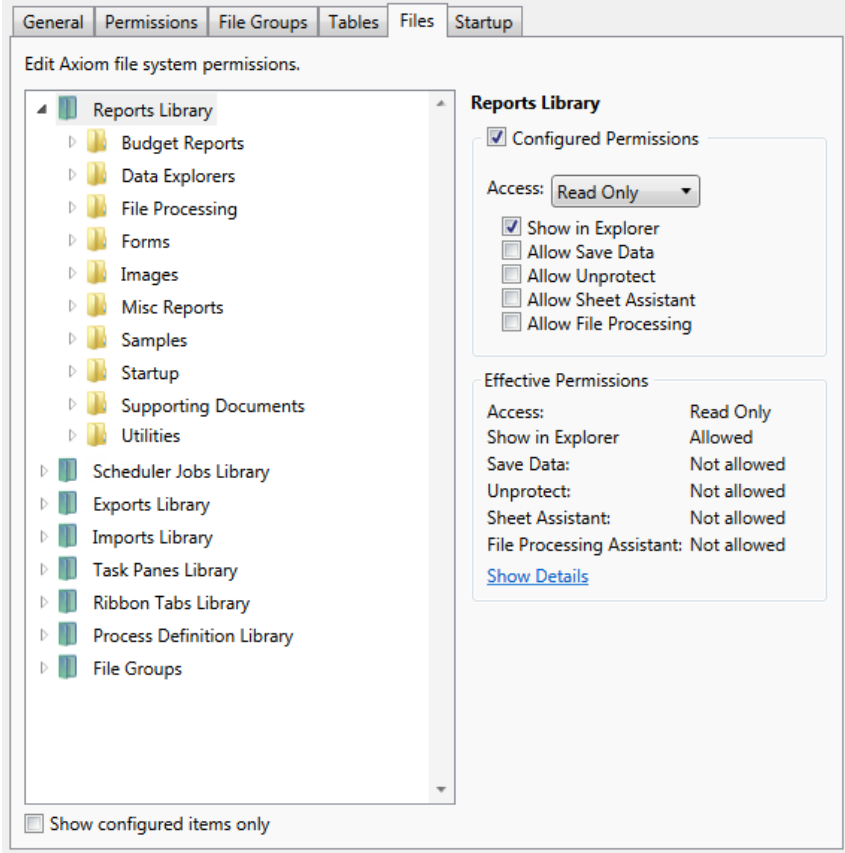 General Permissions File Groups Tables Files Startup
Edit Axiom file system permissions.
Reports Library
Budget Reports
Data Explorers
File Processing
Forms
Images
Misc Reports
Samples
Startup
Supporting Documents
Utilities
Scheduler Jobs Library
Exports Library
Imports Library
Task Panes Library
Ribbon Tabs Library
Process Definition Library
File Groups
Show configured items only
Reports Library
Configured Permissions
Access: Read Only
Show in Explorer
Allow Save Data
Allow Unprotect
Allow Sheet Assistant
Allow File Processing
Effective Permissions
Access: Read Only
Show in Explorer Allowed
Save Data: Not allowed
Unprotect: Not allowed
Sheet Assistant: Not allowed
File Processing Assistant: Not allowed
Show Details